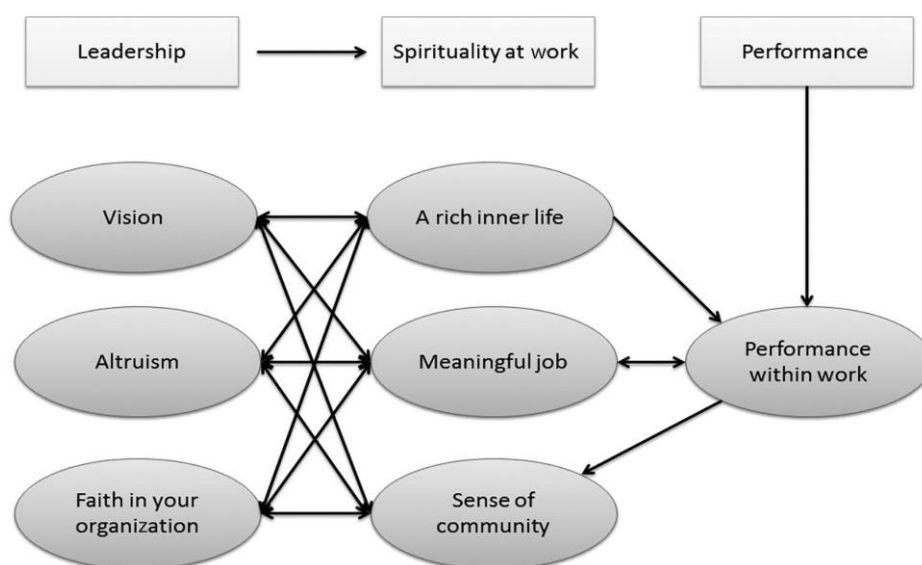 Leadership
Spirituality at work
Performance
Vision
A rich inner life
Altruism
Meaningful job
Performance
within work
Faith in your
organization
Sense of
community